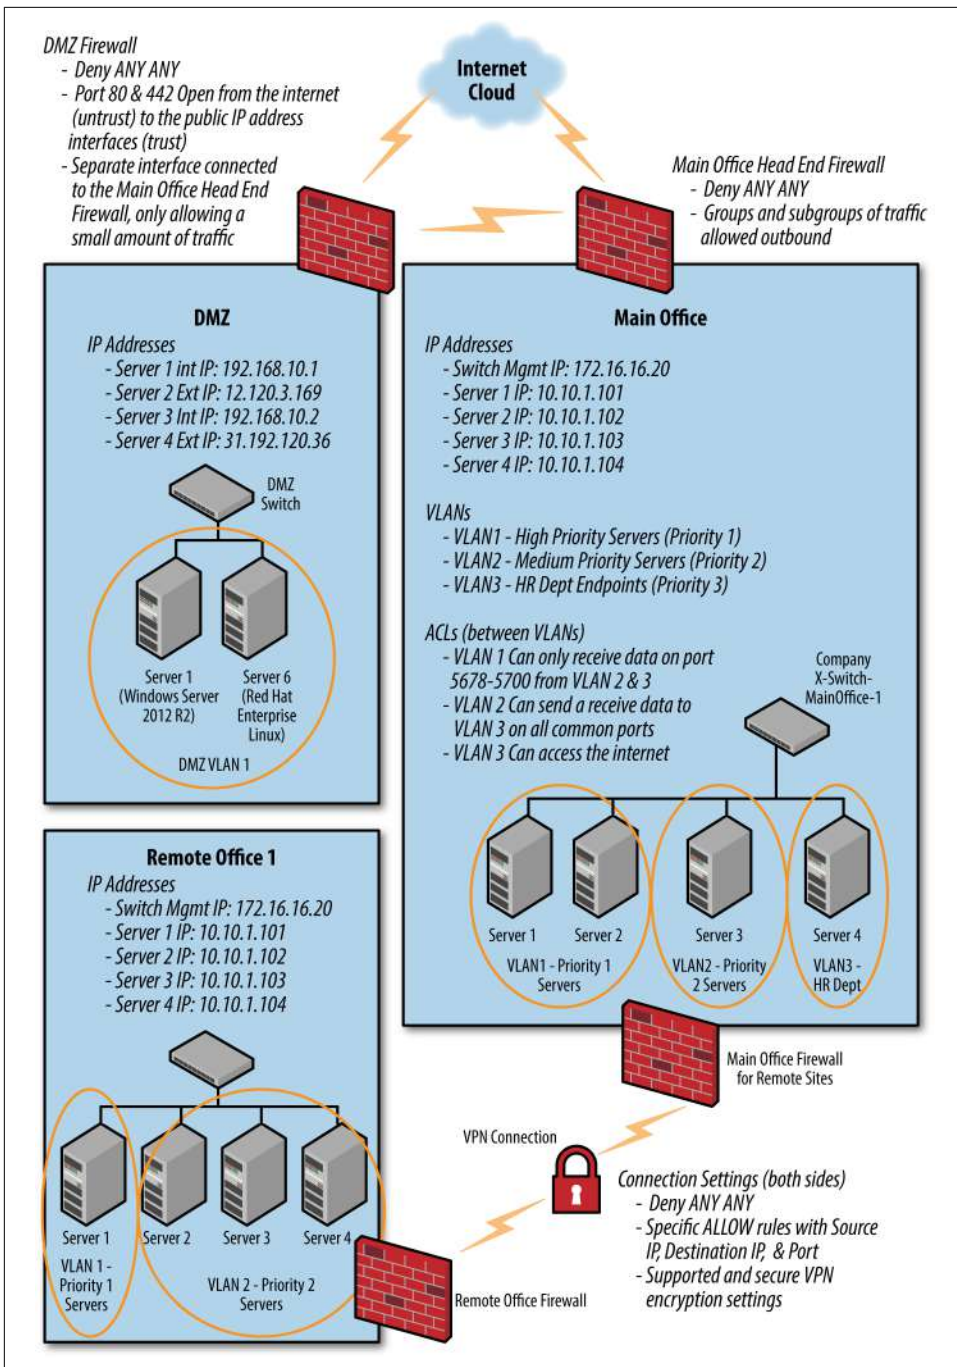 DMZ Firewall
- Deny ANY ANY
- Port 80 & 442 Open from the internet
(untrust) to the public IP address
interfaces (trust)
- Separate interface connected
to the Main Office Head End
Firewall, only allowing a
small amount of traffic
Internet
Cloud
Main Office Head End Firewall
- Deny ANY ANY
- Groups and subgroups of traffic
allowed outbound
DMZ
IP Addresses
- Server 1 int IP: 192.168.10.1
- Server 2 Ext IP: 12.120.3.169
- Server 3 Int IP: 192.168.10.2
- Server 4 Ext IP: 31.192.120.36
DMZ
Switch
Server 1
(Windows Server
2012 R2)
Server 6
(Red Hat
Enterprise
Linux)
DMZ VLAN 1
Main Office
IP Addresses
- Switch Mgmt IP: 172.16.16.20
- Server 1 IP: 10.10.1.101
- Server 2 IP: 10.10.1.102
- Server 3 IP: 10.10.1.103
- Server 4 IP: 10.10.1.104
VLANs
- VLAN1 - High Priority Servers (Priority 1)
- VLAN2 - Medium Priority Servers (Priority 2)
- VLAN3 - HR Dept Endpoints (Priority 3)
ACLs (between VLANs)
- VLAN 1 Can only receive data on port
5678-5700 from VLAN 2 & 3
- VLAN 2 Can send a receive data to
VLAN 3 on all common ports
- VLAN 3 Can access the internet
Company
X-Switch-
MainOffice-1
Server 1
Server 2
Server 3
Server 4
VLAN1 - Priority 1
Servers
VLAN2 - Priority
2 Servers
VLAN3 -
HR Dept
Remote Office 1
IP Addresses
- Switch Mgmt IP: 172.16.16.20
- Server 1 IP: 10.10.1.101
- Server 2 IP: 10.10.1.102
- Server 3 IP: 10.10.1.103
- Server 4 IP: 10.10.1.104
Server 1
Server 2
Server 3
Server 4
VLAN 1 -
Priority 1
Servers
VLAN 2 - Priority 2
Servers
Main Office Firewall
for Remote Sites
VPN Connection
Connection Settings (both sides)
- Deny ANY ANY
- Specific ALLOW rules with Source
IP, Destination IP, & Port
- Supported and secure VPN
encryption settings
Remote Office Firewall